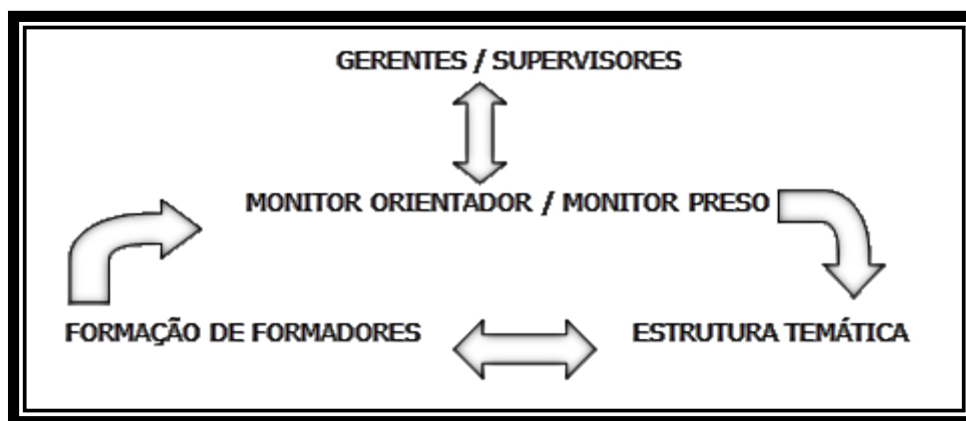 GERENTES / SUPERVISORES
MONITOR ORIENTADOR / MONITOR PRESO
FORMAÇÃO DE FORMADORES
ESTRUTURA TEMÁTICA